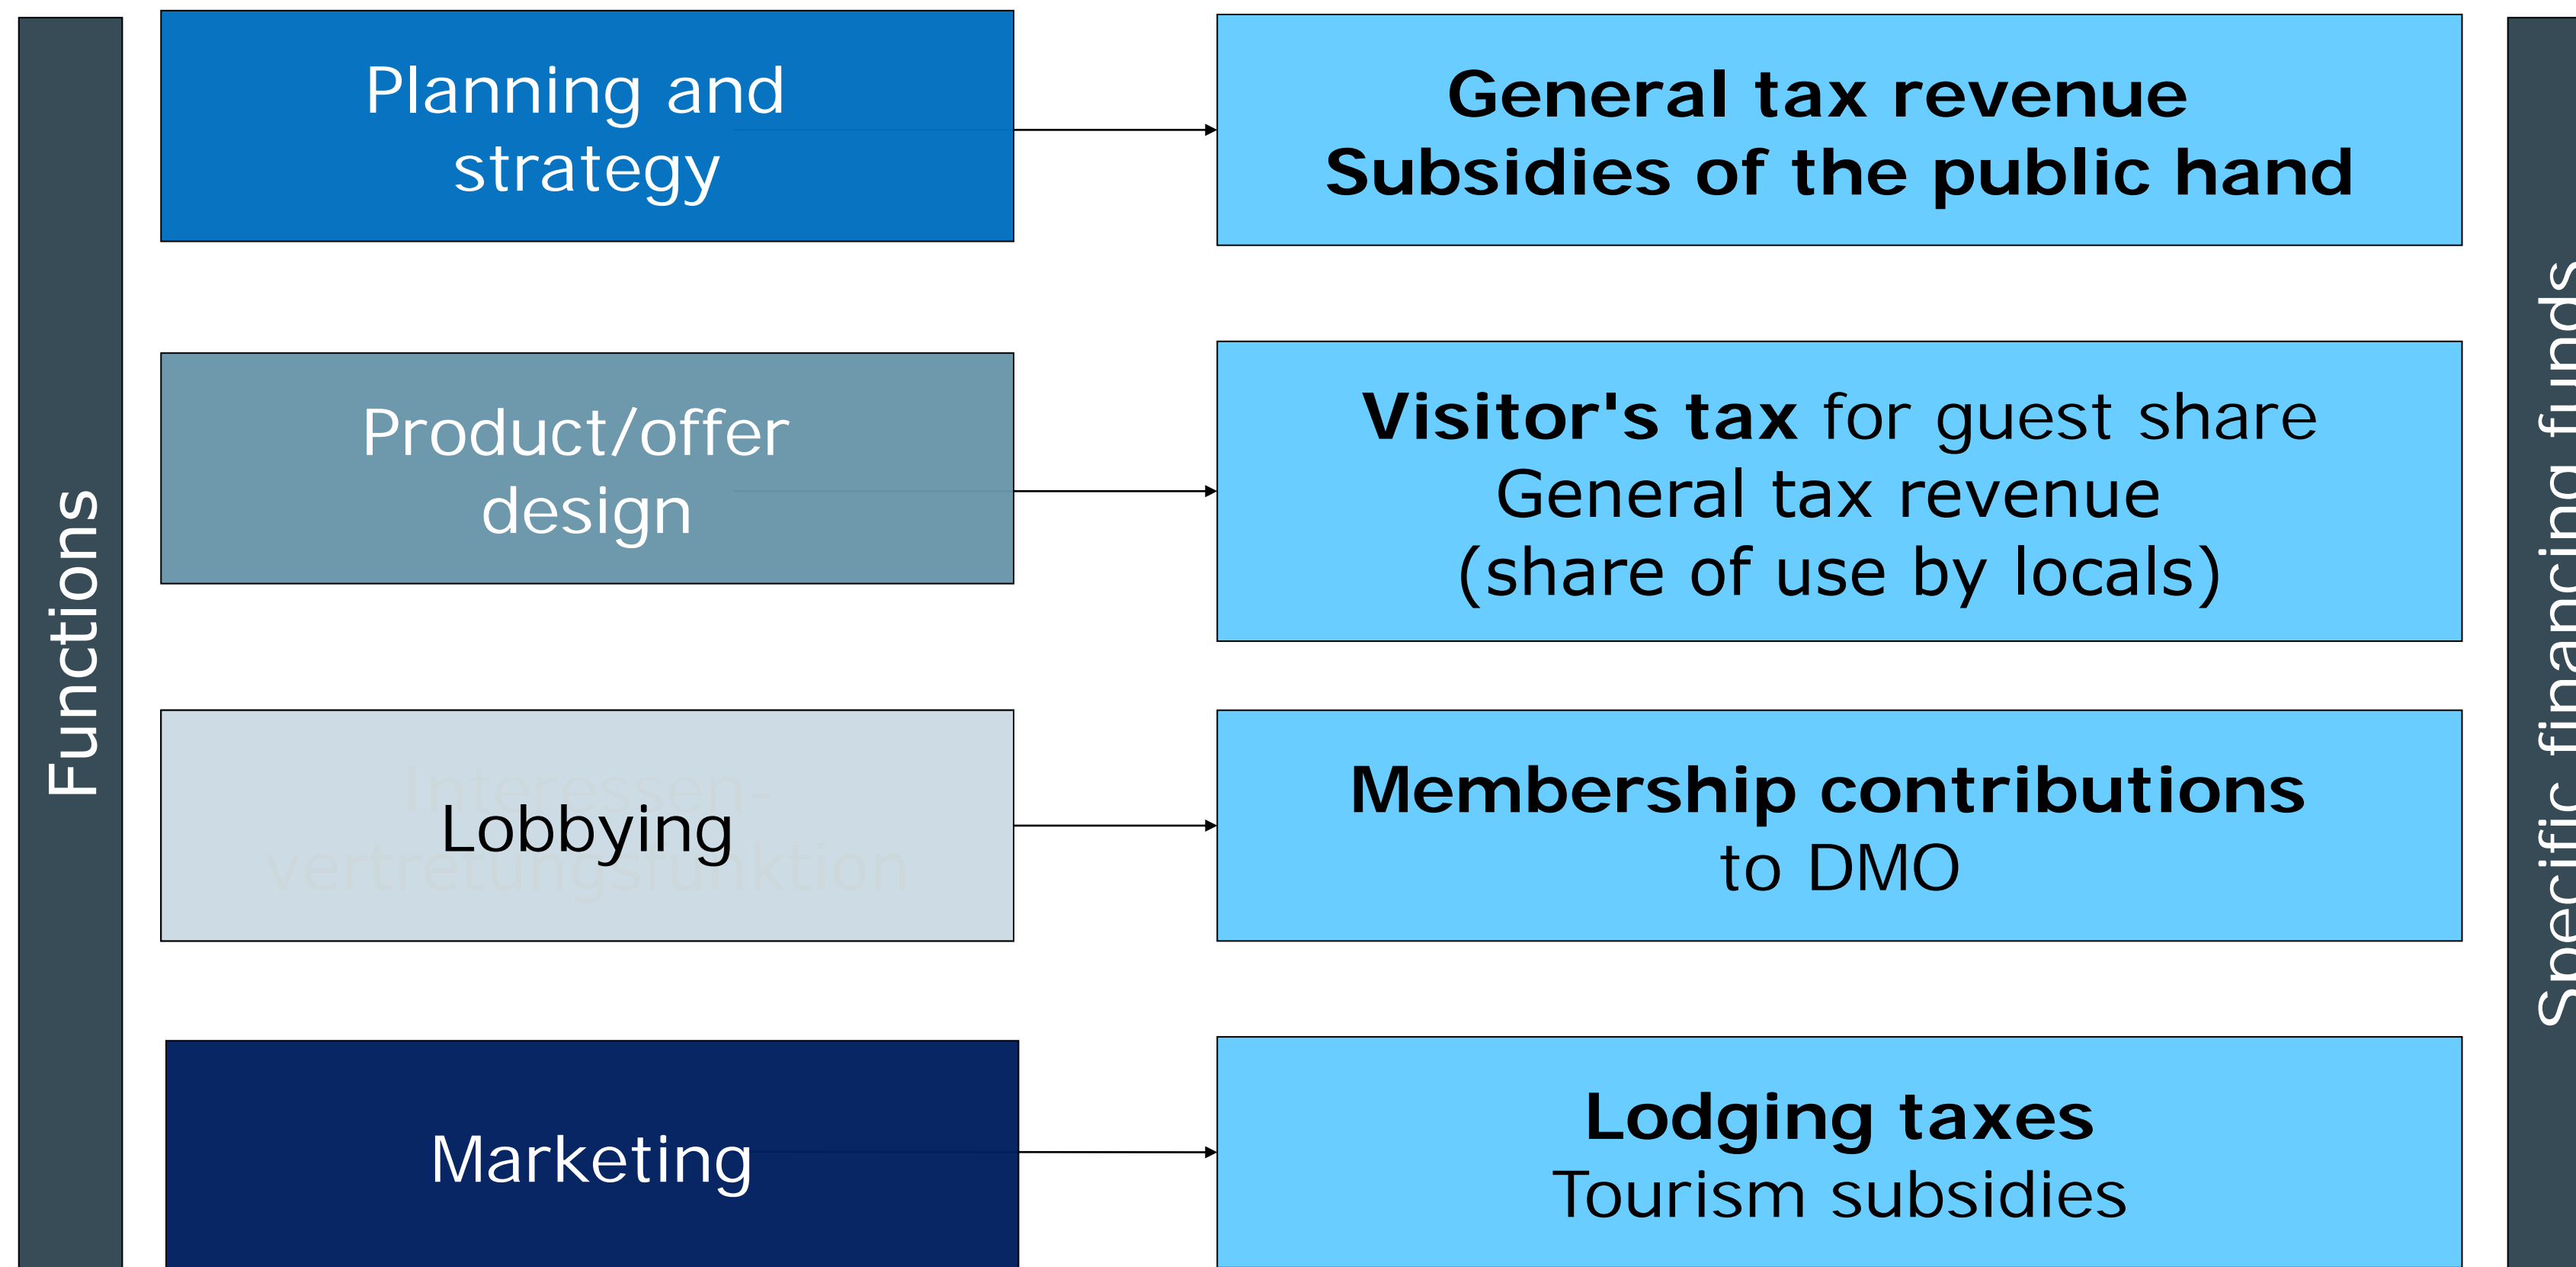 Functions
Planning and
strategy
General tax revenue
Subsidies of the public hand
Product/offer
design
Visitor's tax for guest share
General tax revenue
(share of use by locals)
Interessen-
vertretungsfunktion
Lobbying
Membership contributions
to DMO
Marketing
Lodging taxes
Tourism subsidies
Specific financing funds